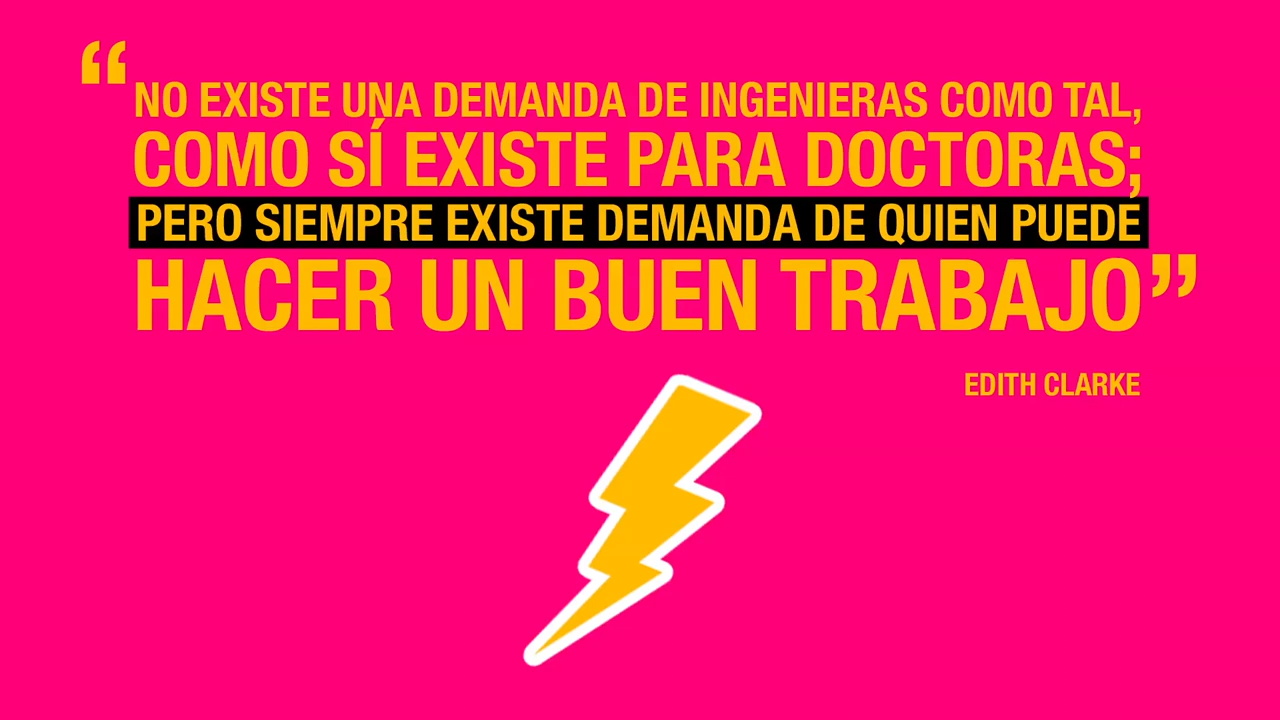 “NO EXISTE UNA DEMANDA DE INGENIERAS COMO TAL,
COMO SÍ EXISTE PARA DOCTORAS;
PERO SIEMPRE EXISTE DEMANDA DE QUIEN PUEDE
HACER UN BUEN TRABAJO”
EDITH CLARKE